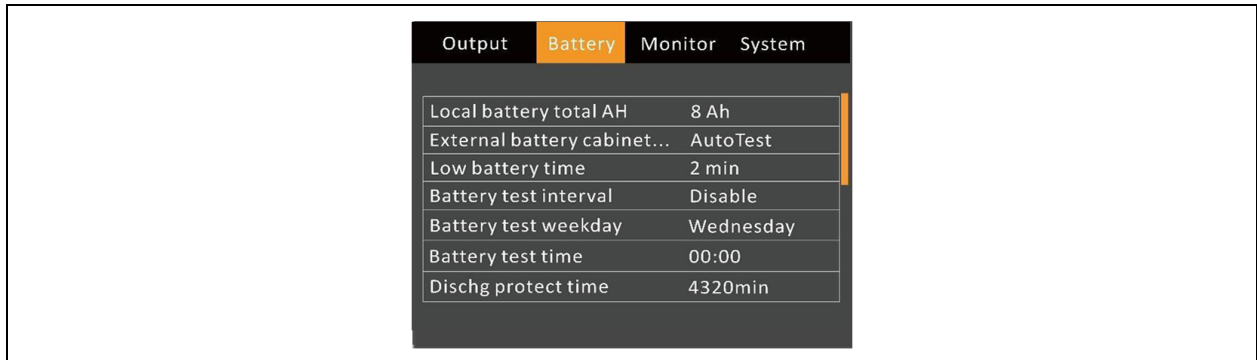 Output Battery Monitor System
Local battery total AH 8 Ah
External battery cabinet... AutoTest
Low battery time 2 min
Battery test interval Disable
Battery test weekday Wednesday
Battery test time 00:00
Dischg protect time 4320min